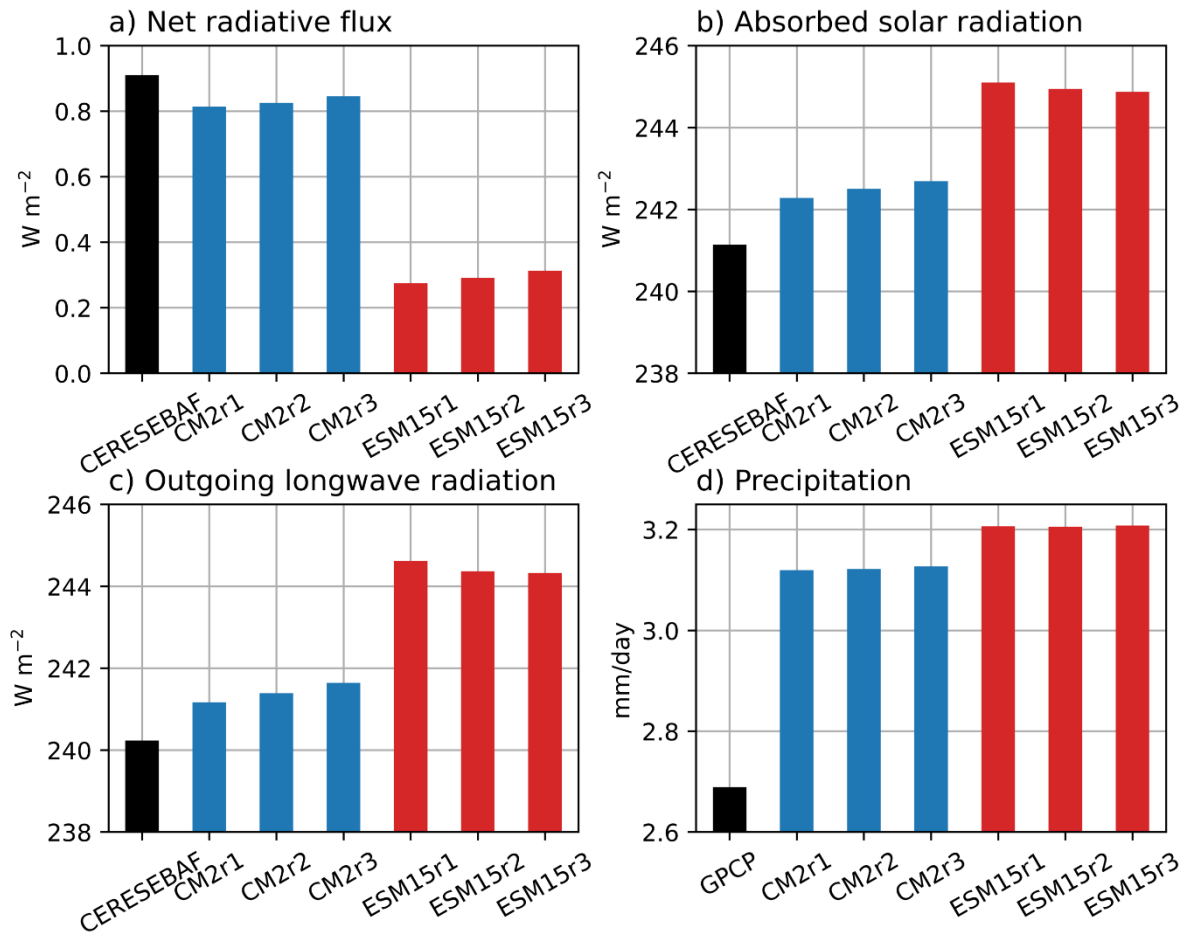 a) Net radiative flux
1.0
0.8
0.6
0.4
0.2
0.0
W m−2
CERESEBAF CM2r1 CM2r2 CM2r3 ESM15r1 ESM15r2 ESM15r3
b) Absorbed solar radiation
246
244
242
240
238
W m−2
CERESEBAF CM2r1 CM2r2 CM2r3 ESM15r1 ESM15r2 ESM15r3
c) Outgoing longwave radiation
246
244
242
240
238
W m−2
CERESEBAF CM2r1 CM2r2 CM2r3 ESM15r1 ESM15r2 ESM15r3
d) Precipitation
3.2
3.0
2.8
2.6
mm/day
GPCP CM2r1 CM2r2 CM2r3 ESM15r1 ESM15r2 ESM15r3